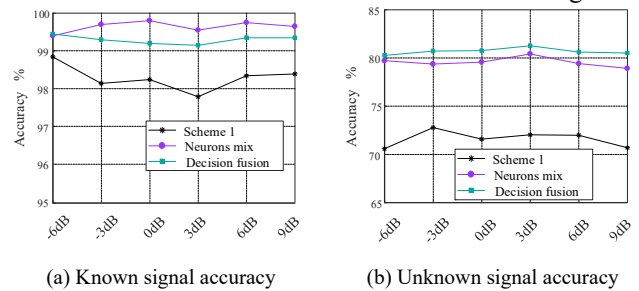 100
99
98
98
96
95
Accuracy %
Scheme 1
Neurons mix
Decision fusion
-6dB -3dB 0dB 3dB 6dB 9dB
(a) Known signal accuracy
85
80
75
70
65
Accuracy %
Scheme 1
Neurons mix
Decision fusion
-6dB -3dB 0dB 3dB 6dB 9dB
(b) Unknown signal accuracy